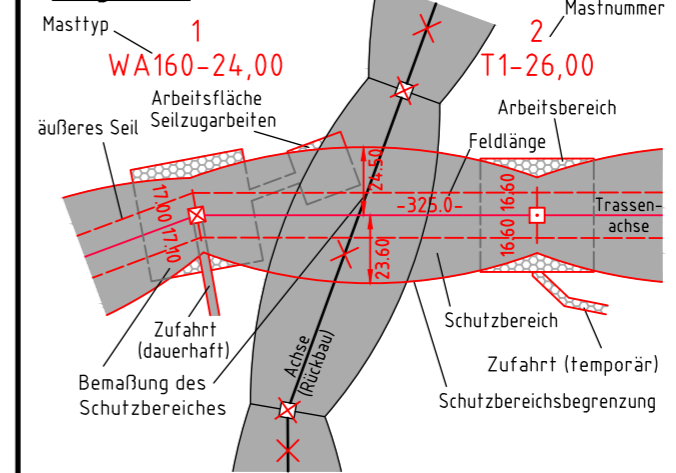 Masttyp
1
WA160-24,00
Mastnummer
2
T1-26,00
Arbeitsfläche
Seilzugarbeiten
äußeres Seil
Arbeitsbereich
Feldlänge
24.50
-325.0-
23.60
17.00
17.10
16.60
16.60
Trassen-
achse
Schutzbereich
Zufahrt
(dauerhaft)
Achse
(Rückbau)
Zufahrt (temporär)
Bemaßung des
Schutzbereiches
Schutzbereichsbegrenzung